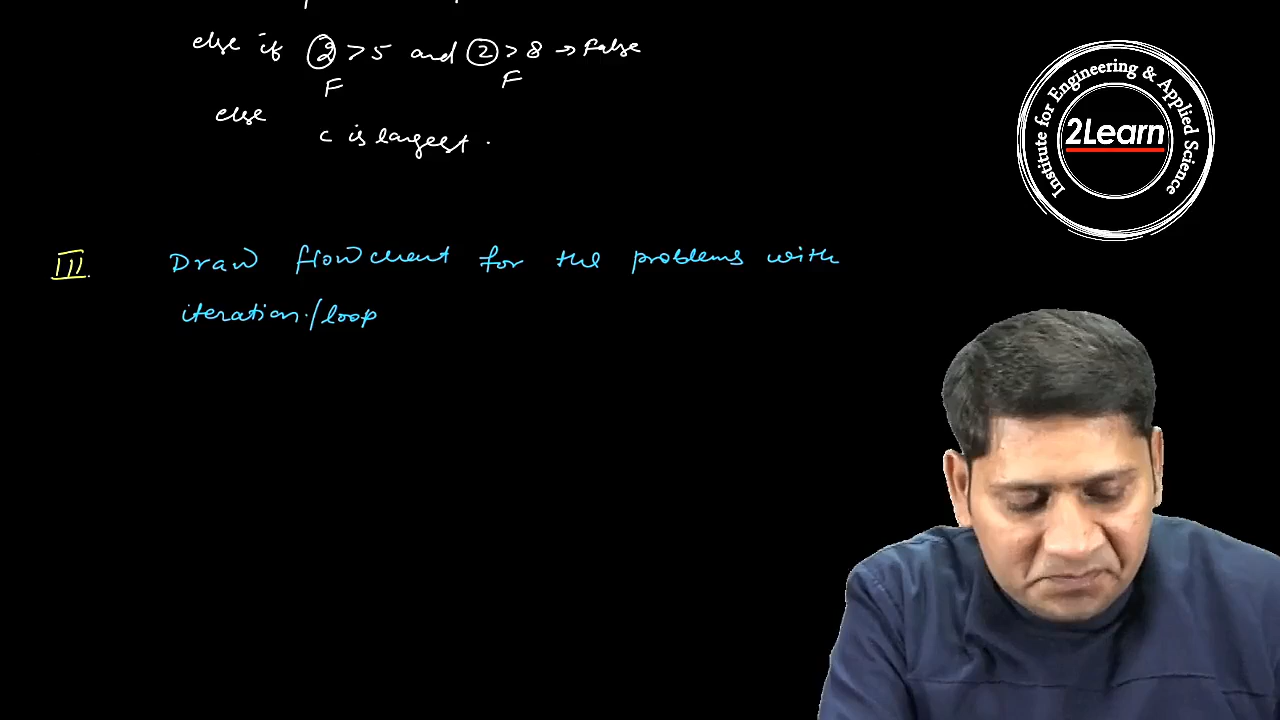 else if 2 > 5 and 2 > 8 → false
F F
else
c is largest.
III Draw flowchart for the problems with
iteration/loop
Institute for Engineering & Applied Science
2Learn